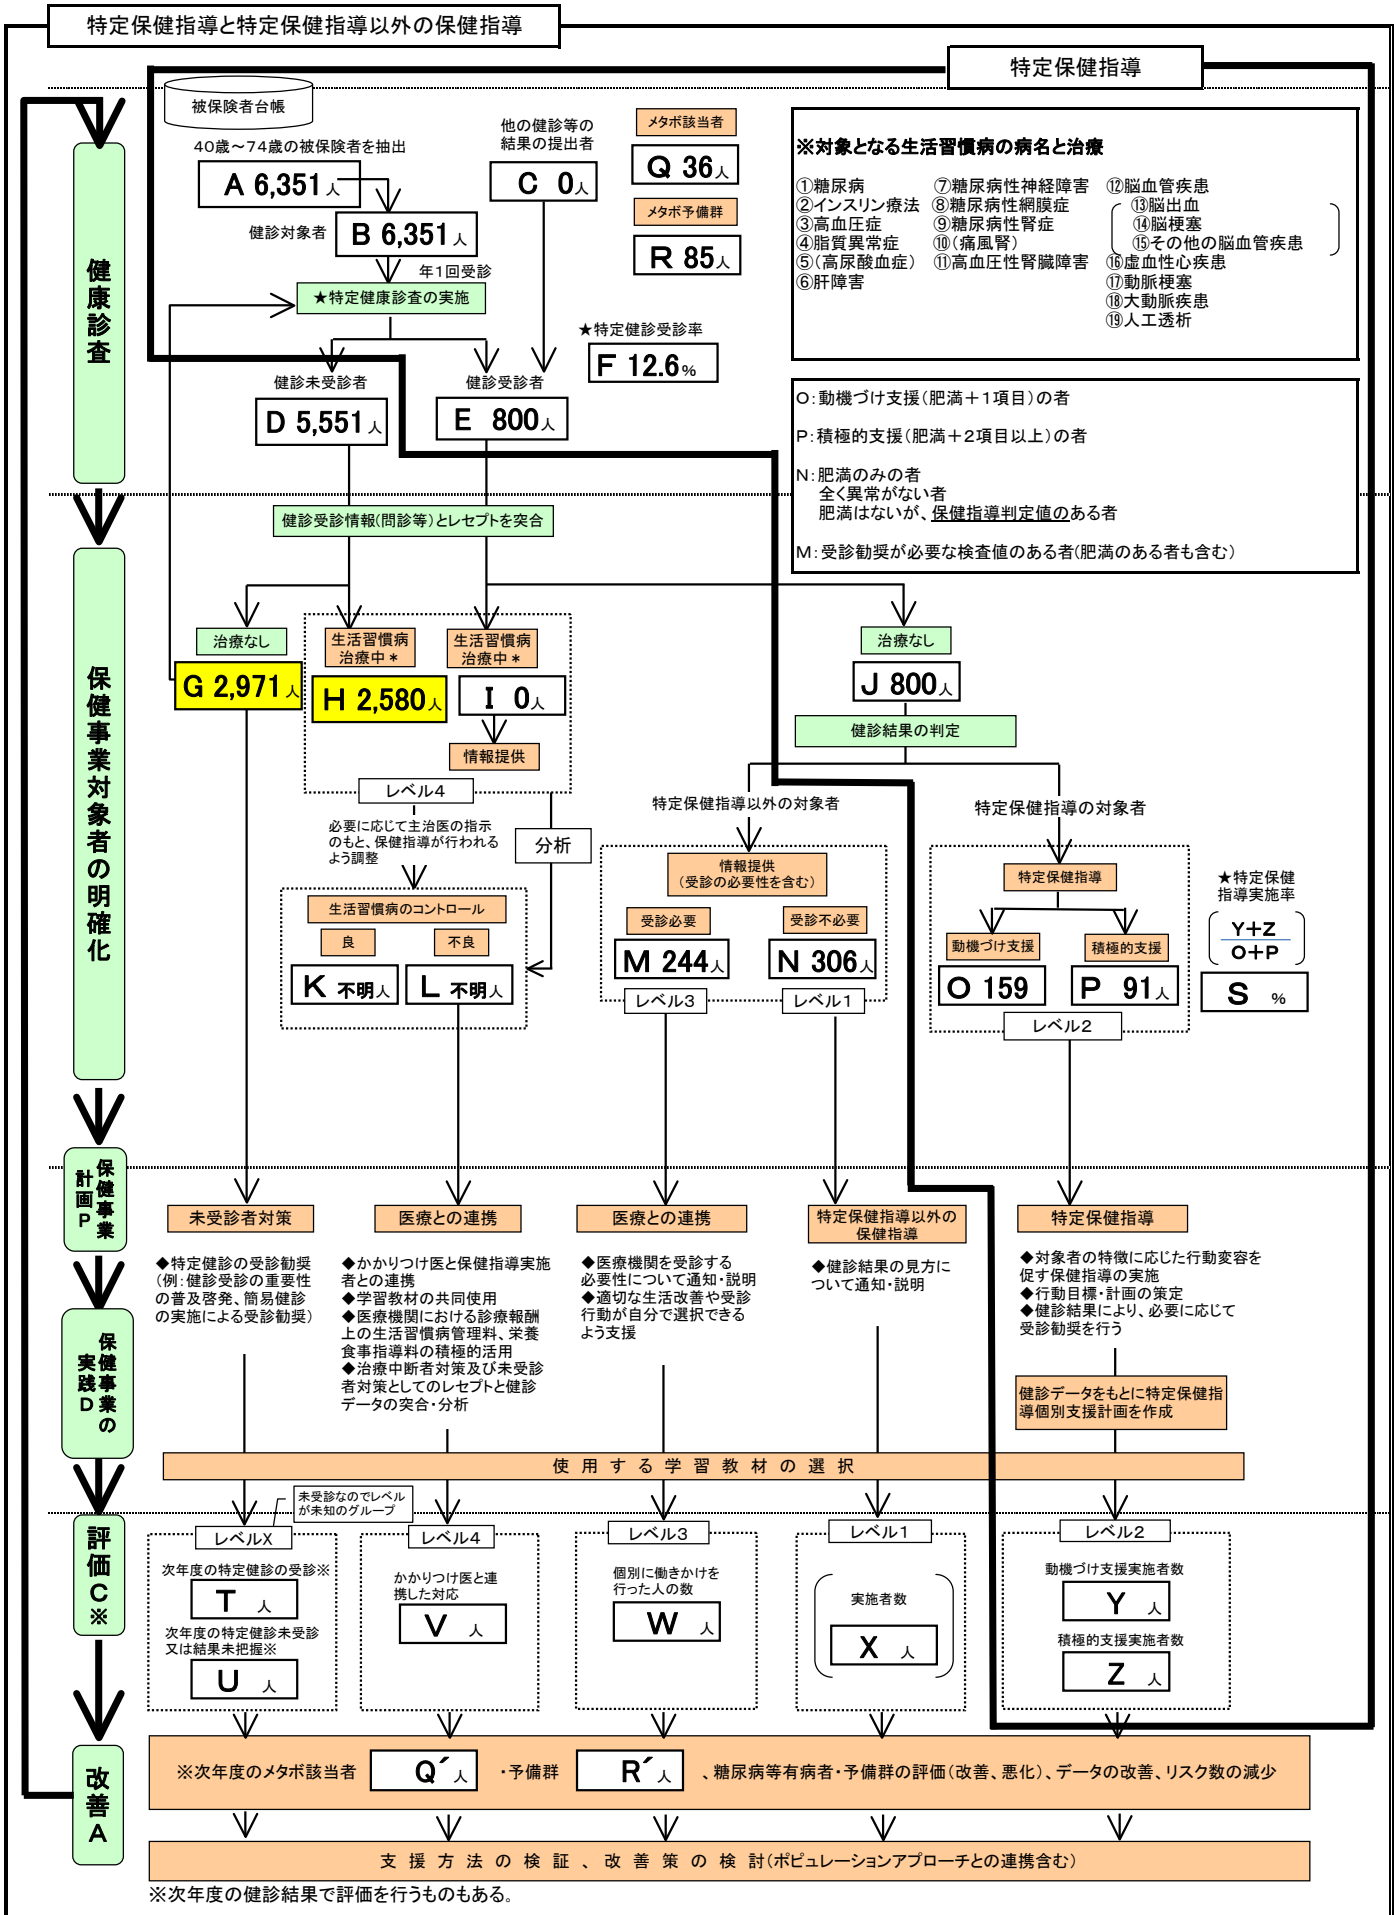 特定保健指導と特定保健指導以外の保健指導
特定保健指導
被保険者台帳
40歳～74歳の被保険者を抽出
A 6,351人
健診対象者
B 6,351人
年1回受診
★特定健康診査の実施
他の健診等の
結果の提出者
C 0人
メタボ該当者
Q 36人
メタボ予備群
R 85人
★特定健診受診率
F 12.6%
※対象となる生活習慣病の病名と治療
①糖尿病
②インスリン療法
③高血圧症
④脂質異常症
⑤(高尿酸血症)
⑥肝障害
⑦糖尿病性神経障害
⑧糖尿病性網膜症
⑨糖尿病性腎症
⑩(痛風腎)
⑪高血圧性腎臓障害
⑫脳血管疾患
⑬脳出血
⑭脳梗塞
⑮その他の脳血管疾患
⑯虚血性心疾患
⑰動脈梗塞
⑱大動脈疾患
⑲人工透析
健康診査
健診未受診者
D 5,551人
健診受診者
E 800人
O:動機づけ支援(肥満+1項目)の者
P:積極的支援(肥満+2項目以上)の者
N:肥満のみの者
全く異常がない者
肥満はないが、保健指導判定値のある者
M:受診勧奨が必要な検査値のある者(肥満のある者も含む)
健診受診情報(問診等)とレセプトを突合
保健事業対象者の明確化
治療なし
G 2,971人
生活習慣病
治療中*
H 2,580人
生活習慣病
治療中*
I 0人
情報提供
レベル4
治療なし
J 800人
健診結果の判定
必要に応じて主治医の指示
のもと、保健指導が行われる
よう調整
分析
生活習慣病のコントロール
良
不良
K 不明人
L 不明人
特定保健指導以外の対象者
情報提供
(受診の必要性を含む)
受診必要
受診不必要
M 244人
N 306人
レベル3
レベル1
特定保健指導の対象者
特定保健指導
動機づけ支援
積極的支援
O 159
P 91人
レベル2
★特定保健
指導実施率
Y+Z
O+P
S %
保健事業
計画P
未受診者対策
医療との連携
医療との連携
特定保健指導以外の
保健指導
特定保健指導
◆特定健診の受診勧奨
(例:健診受診の重要性
の普及啓発、簡易健診
の実施による受診勧奨)
◆かかりつけ医と保健指導実施
者との連携
◆学習教材の共同使用
◆医療機関における診療報酬
上の生活習慣病管理料、栄養
食事指導料の積極的活用
◆治療中断者対策及び未受診
者対策としてのレセプトと健診
データの突合・分析
◆医療機関を受診する
必要性について通知・説明
◆適切な生活改善や受診
行動が自分で選択できる
よう支援
◆健診結果の見方に
ついて通知・説明
◆対象者の特徴に応じた行動変容を
促す保健指導の実施
◆行動目標・計画の策定
◆健診結果により、必要に応じて
受診勧奨を行う
保健事業の
実践D
健診データをもとに特定保健指
導個別支援計画を作成
使用する学習教材の選択
未受診なのでレベル
が未知のグループ
評価C※
レベルX
次年度の特定健診の受診※
T 人
次年度の特定健診未受診
又は結果未把握※
U 人
レベル4
かかりつけ医と連
携した対応
V 人
レベル3
個別に働きかけを
行った人の数
W 人
レベル1
実施者数
X 人
レベル2
動機づけ支援実施者数
Y 人
積極的支援実施者数
Z 人
改善A
※次年度のメタボ該当者 Q´人 ・予備群 R´人 、糖尿病等有病者・予備群の評価(改善、悪化)、データの改善、リスク数の減少
支援方法の検証、改善策の検討(ポピュレーションアプローチとの連携含む)
※次年度の健診結果で評価を行うものもある。